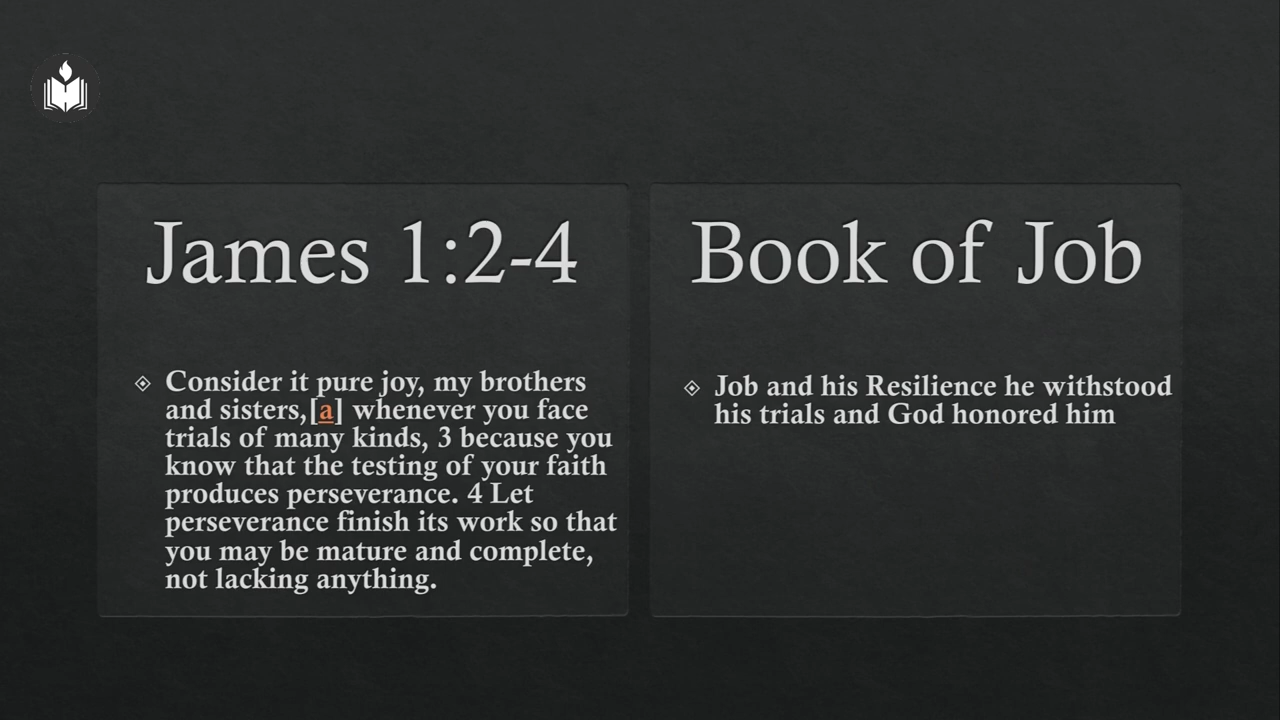 James 1:2-4
Consider it pure joy, my brothers
and sisters,[a] whenever you face
trials of many kinds, 3 because you
know that the testing of your faith
produces perseverance. 4 Let
perseverance finish its work so that
you may be mature and complete,
not lacking anything.
Book of Job
Job and his Resilience he withstood
his trials and God honored him